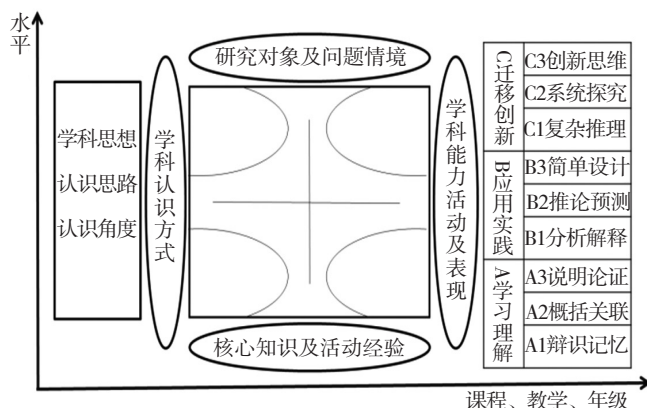 水平
研究对象及问题情境
学科思想
认识思路
认识角度
学科认识方式
学科能力活动及表现
核心知识及活动经验
C迁移创新
C3创新思维
C2系统探究
C1复杂推理
B应用实践
B3简单设计
B2推论预测
B1分析解释
A学习理解
A3说明论证
A2概括关联
A1辩识记忆
课程、教学、年级